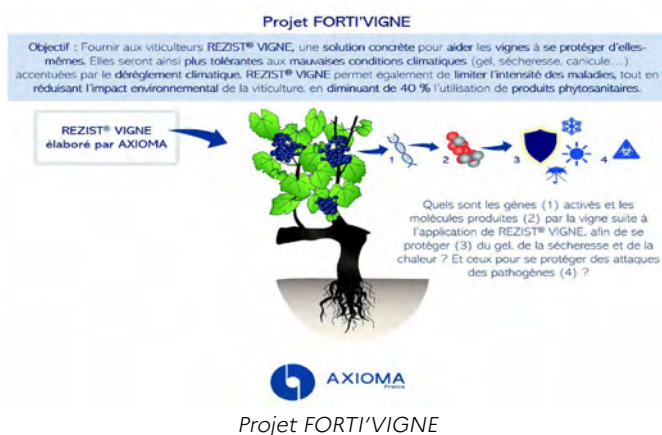 Projet FORTI'VIGNE
Objectif : Fournir aux viticulteurs REZIST® VIGNE, une solution concrète pour aider les vignes à se protéger d'elles-
mêmes. Elles seront ainsi plus tolérantes aux mauvaises conditions climatiques (gel, sécheresse, canicule...)
accentuées par le dérèglement climatique. REZIST® VIGNE permet également de limiter l'intensité des maladies, tout en
réduisant l'impact environnemental de la viticulture, en diminuant de 40 % l'utilisation de produits phytosanitaires.
REZIST® VIGNE
élaboré par AXIOMA
1
2
3
4
Quels sont les gènes (1) activés et les
molécules produites (2) par la vigne suite à
l'application de REZIST® VIGNE, afin de se
protéger (3) du gel, de la sécheresse et de la
chaleur ? Et ceux pour se protéger des attaques
des pathogènes (4) ?
AXIOMA
France
Projet FORTI'VIGNE